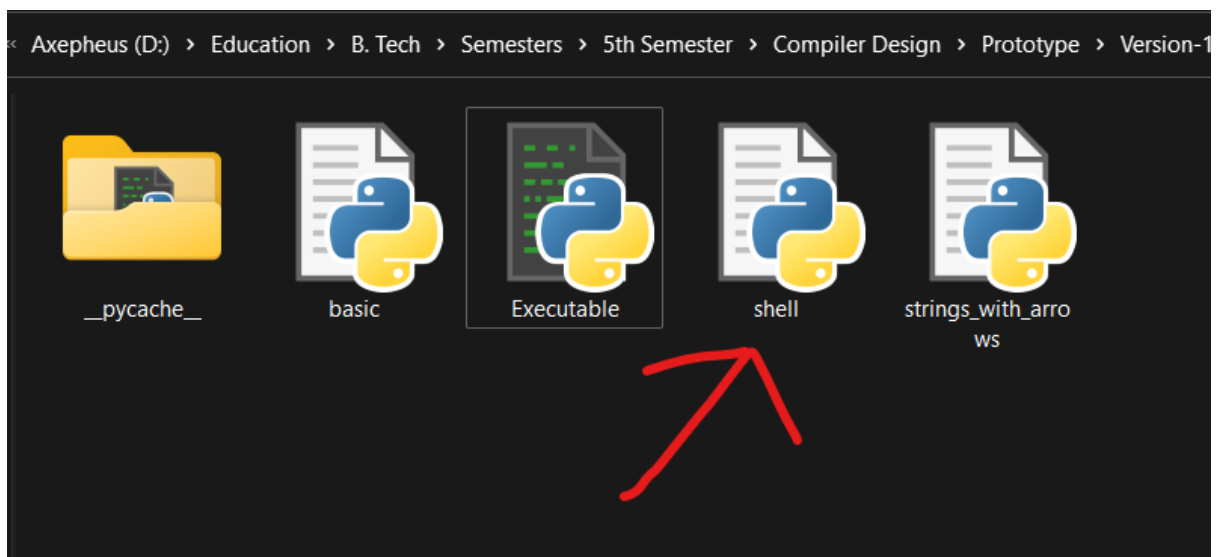 « Axepheus (D:) > Education > B. Tech > Semesters > 5th Semester > Compiler Design > Prototype > Version-1
__pycache__
basic
Executable
shell
strings_with_arro
ws